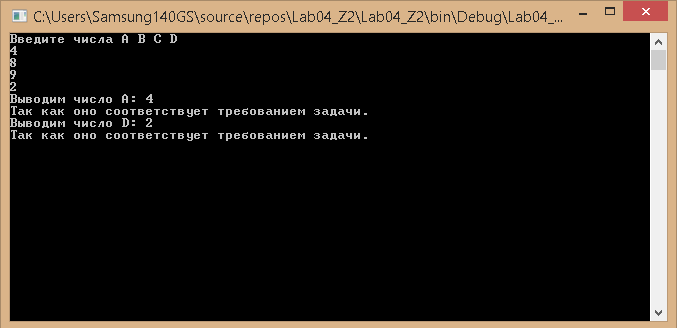 C:\Users\Samsung140GS\source\repos\Lab04_Z2\Lab04_Z2\bin\Debug\Lab04_...
Введите числа A B C D
4
8
9
2
Выводим число A: 4
Так как оно соответствует требованием задачи.
Выводим число D: 2
Так как оно соответствует требованием задачи.